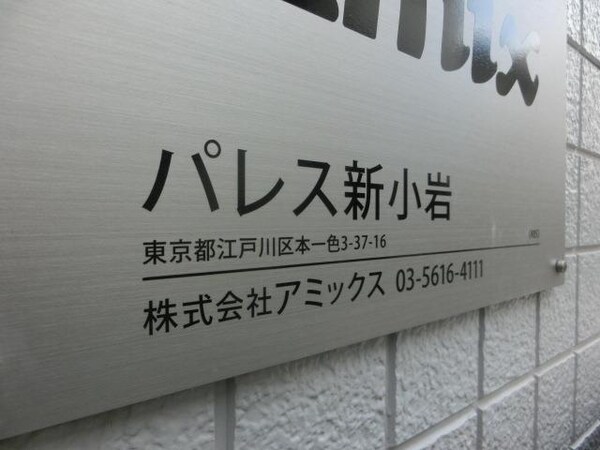 パレス新小岩
東京都江戸川区本一色3-37-16
株式会社アミックス 03-5616-4111